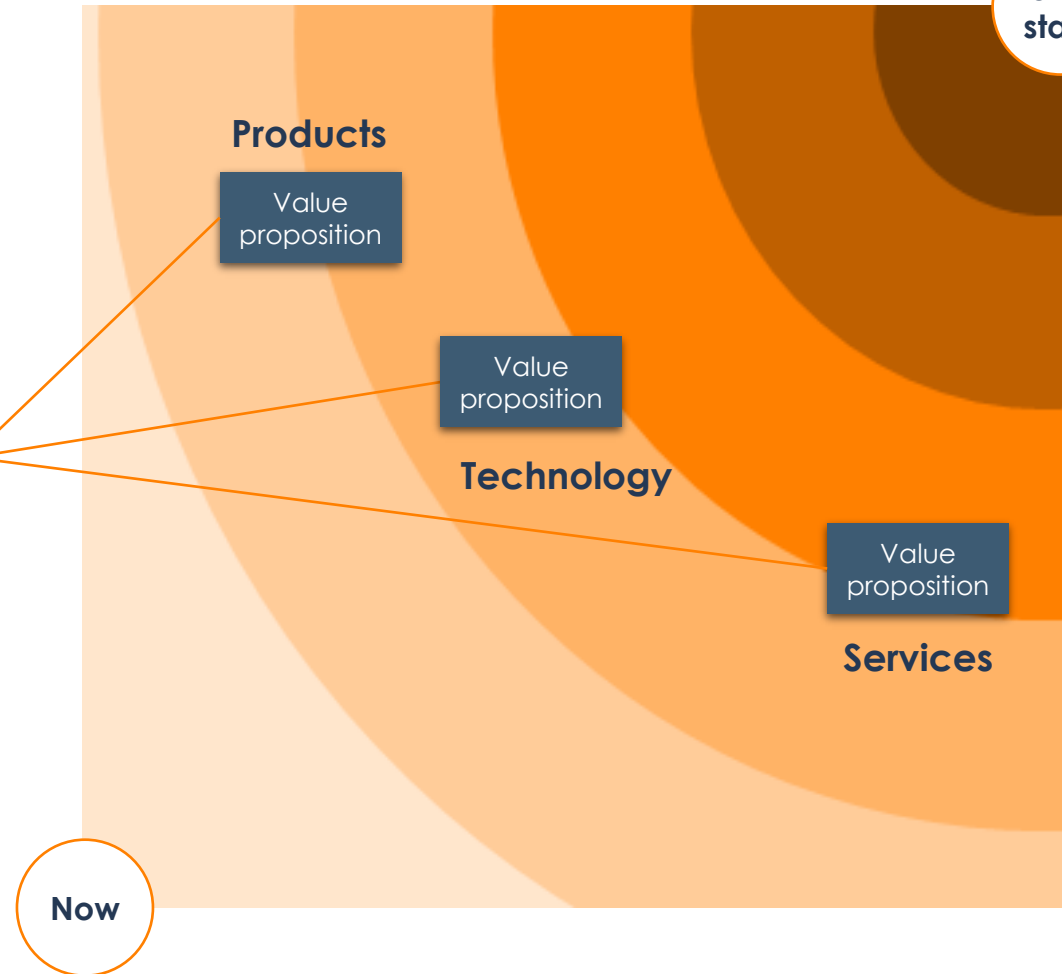 Products
Value
proposition
Value
proposition
Technology
Value
proposition
Services
Now